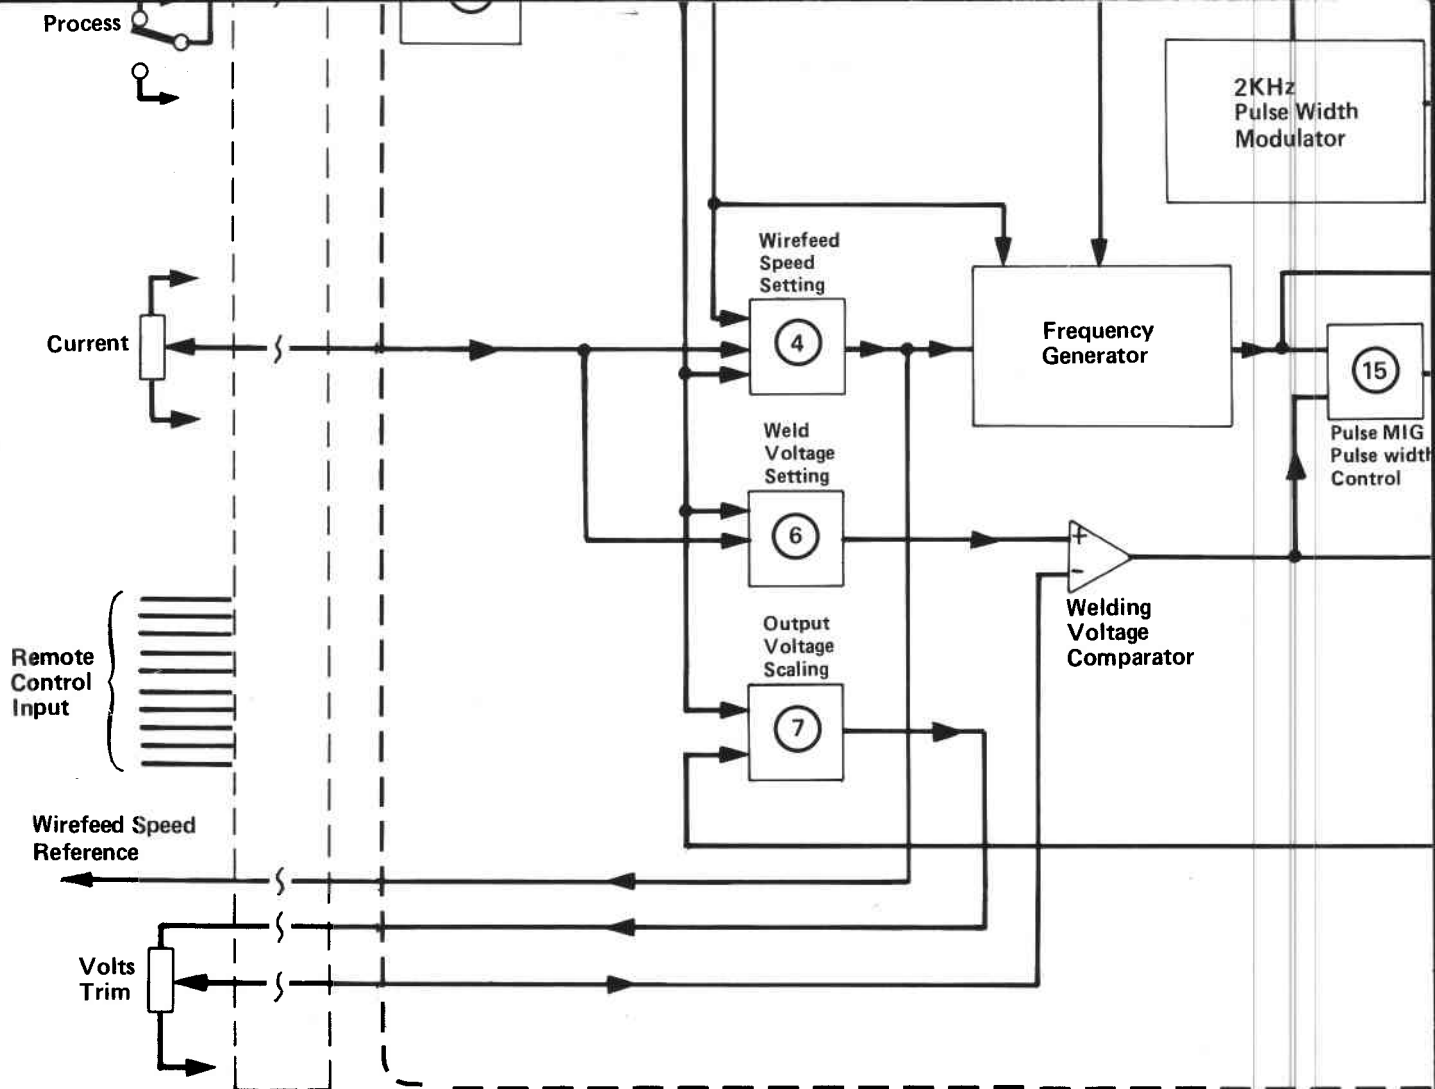 Process
2KHz
Pulse Width
Modulator
Wirefeed
Speed
Setting
4
Current
Frequency
Generator
15
Pulse MIG
Pulse width
Control
Weld
Voltage
Setting
6
+
-
Welding
Voltage
Comparator
Remote
Control
Input
Output
Voltage
Scaling
7
Wirefeed Speed
Reference
Volts
Trim